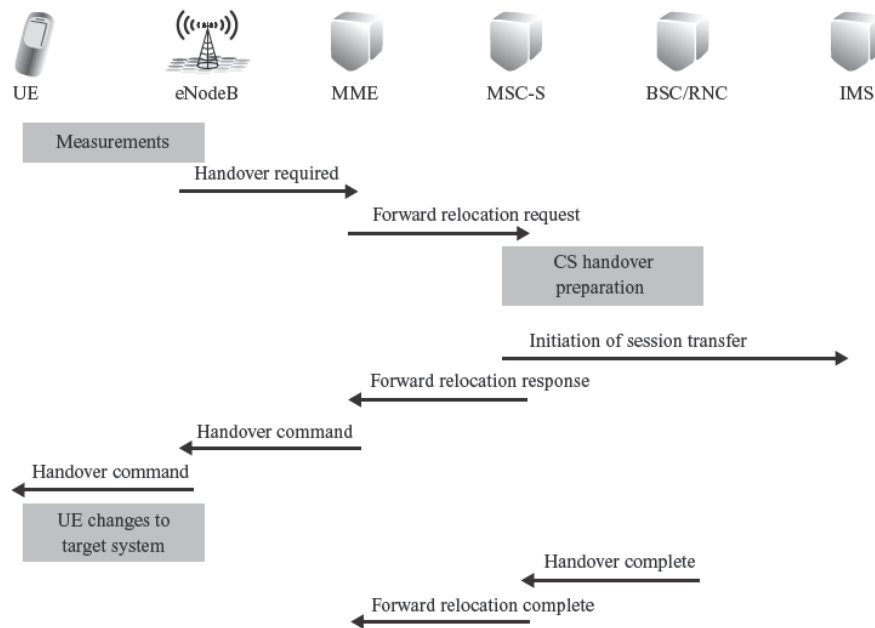 UE
eNodeB
MME
MSC-S
BSC/RNC
IMS
Measurements
Handover required
Forward relocation request
CS handover
preparation
Initiation of session transfer
Forward relocation response
Handover command
Handover command
UE changes to
target system
Handover complete
Forward relocation complete